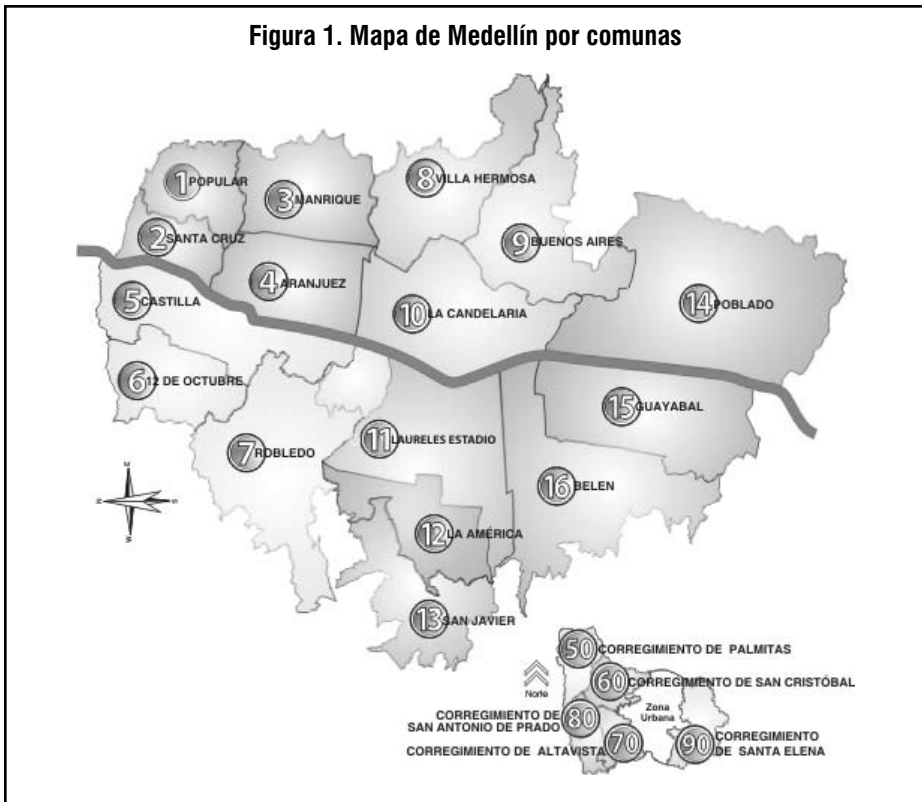 Figura 1. Mapa de Medellín por comunas
1 POPULAR
3 MANRIQUE
8 VILLA HERMOSA
2 SANTA CRUZ
9 BUENOS AIRES
4 ARANJUEZ
5 CASTILLA
10 LA CANDELARIA
14 POBLADO
6 12 DE OCTUBRE
15 GUAYABAL
7 ROBLEDO
11 LAURELES ESTADIO
16 BELEN
E
N
S
W
12 LA AMÉRICA
13 SAN JAVIER
50 CORREGIMIENTO DE PALMITAS
60 CORREGIMIENTO DE SAN CRISTÓBAL
Norte
Zona
Urbana
CORREGIMIENTO DE
SAN ANTONIO DE PRADO 80
CORREGIMIENTO DE ALTAVISTA 70
90 CORREGIMIENTO
DE SANTA ELENA